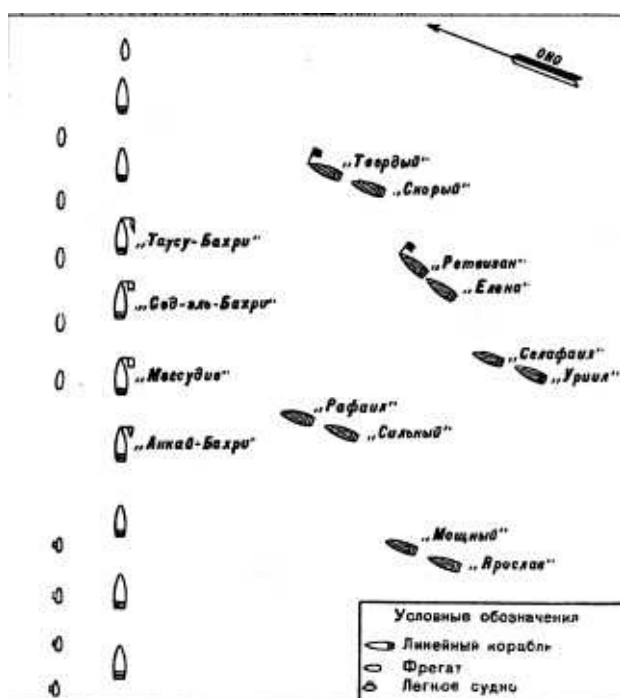 ОНО
„Твердый"
„Скорый"
„Таусу-Бахри"
„Ретвизан"
„Сед-эль-Бахри"
„Елена"
„Селафаил"
„Мессудив"
„Уриил"
„Рафаил"
„Сильный"
„Анкай-Бахри"
„Мощный"
„Ярослав"
Условные обозначения
Линейный корабль
Фрегат
Легкое судно